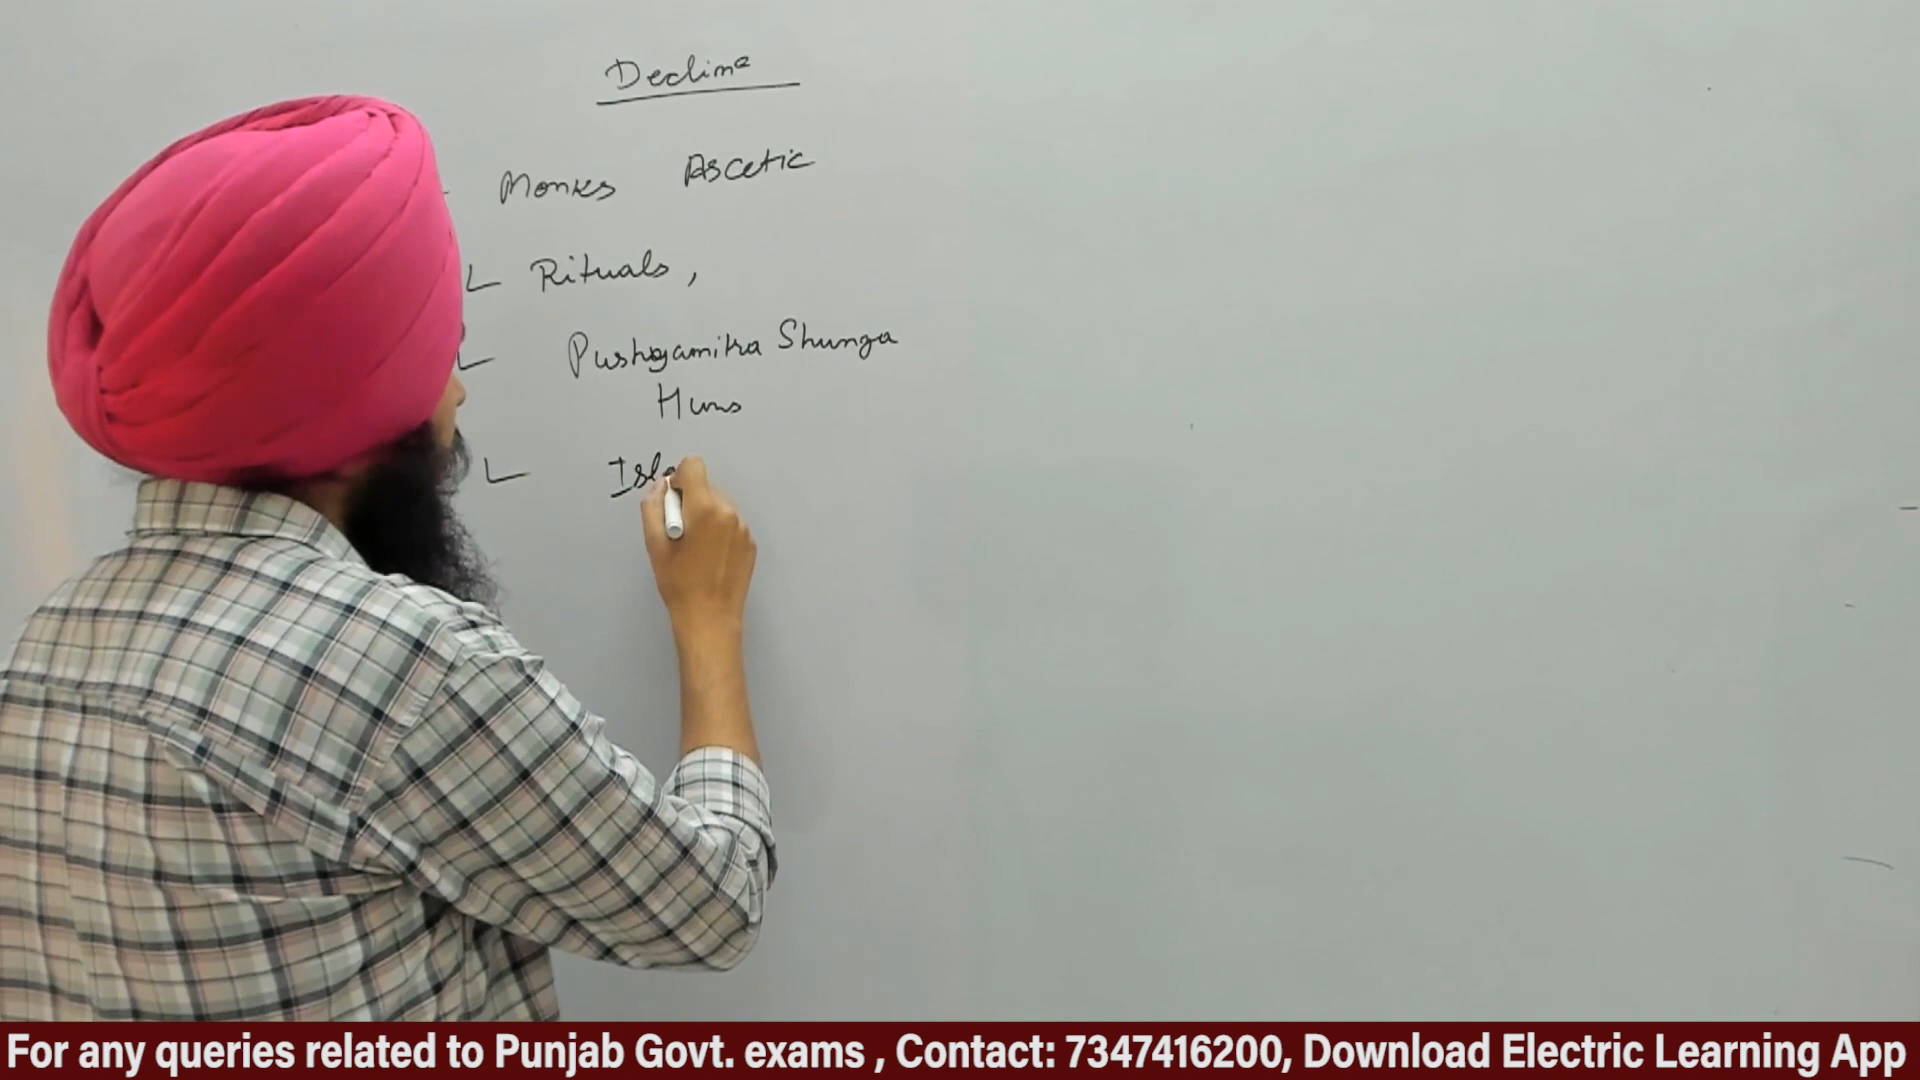 Decline
Monks Ascetic
Rituals,
Pushyamitra Shunga
Huns
Isla
For any queries related to Punjab Govt. exams , Contact: 7347416200, Download Electric Learning App